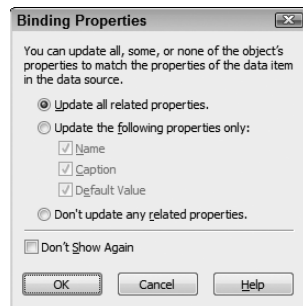 Binding Properties
You can update all, some, or none of the object's
properties to match the properties of the data item
in the data source.
Update all related properties.
Update the following properties only:
Name
Caption
Default Value
Don't update any related properties.
Don't Show Again
OK Cancel Help